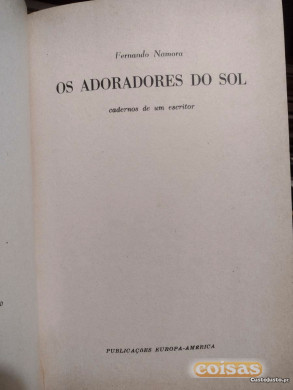 Fernando Namora
OS ADORADORES DO SOL
cadernos de um escritor
PUBLICAÇÕES EUROPA-AMÉRICA
coisas